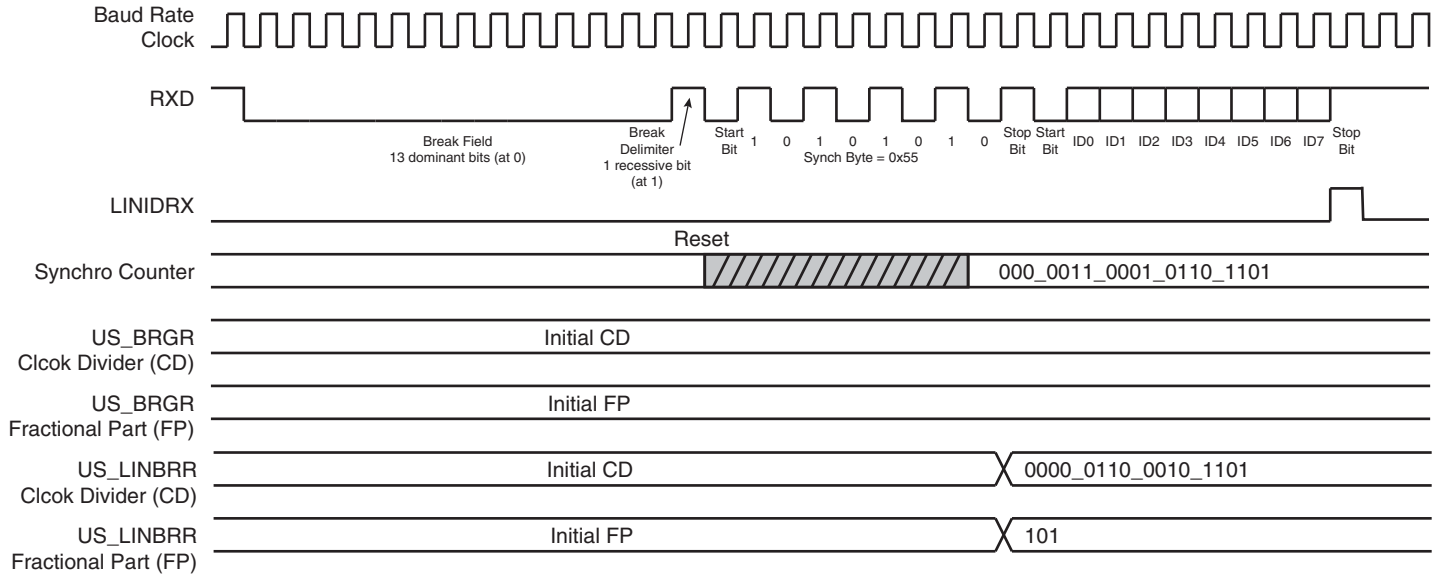 Baud Rate
Clock
RXD
Break Field
13 dominant bits (at 0)
Break
Delimiter
1 recessive bit
(at 1)
Start
Bit
1 0 1 0 1 0 1 0
Synch Byte = 0x55
Stop
Bit
Start
Bit
ID0 ID1 ID2 ID3 ID4 ID5 ID6 ID7
Stop
Bit
LINIDRX
Reset
Synchro Counter
000_0011_0001_0110_1101
US_BRGR
Clcok Divider (CD)
Initial CD
US_BRGR
Fractional Part (FP)
Initial FP
US_LINBRR
Clcok Divider (CD)
Initial CD
0000_0110_0010_1101
US_LINBRR
Fractional Part (FP)
Initial FP
101